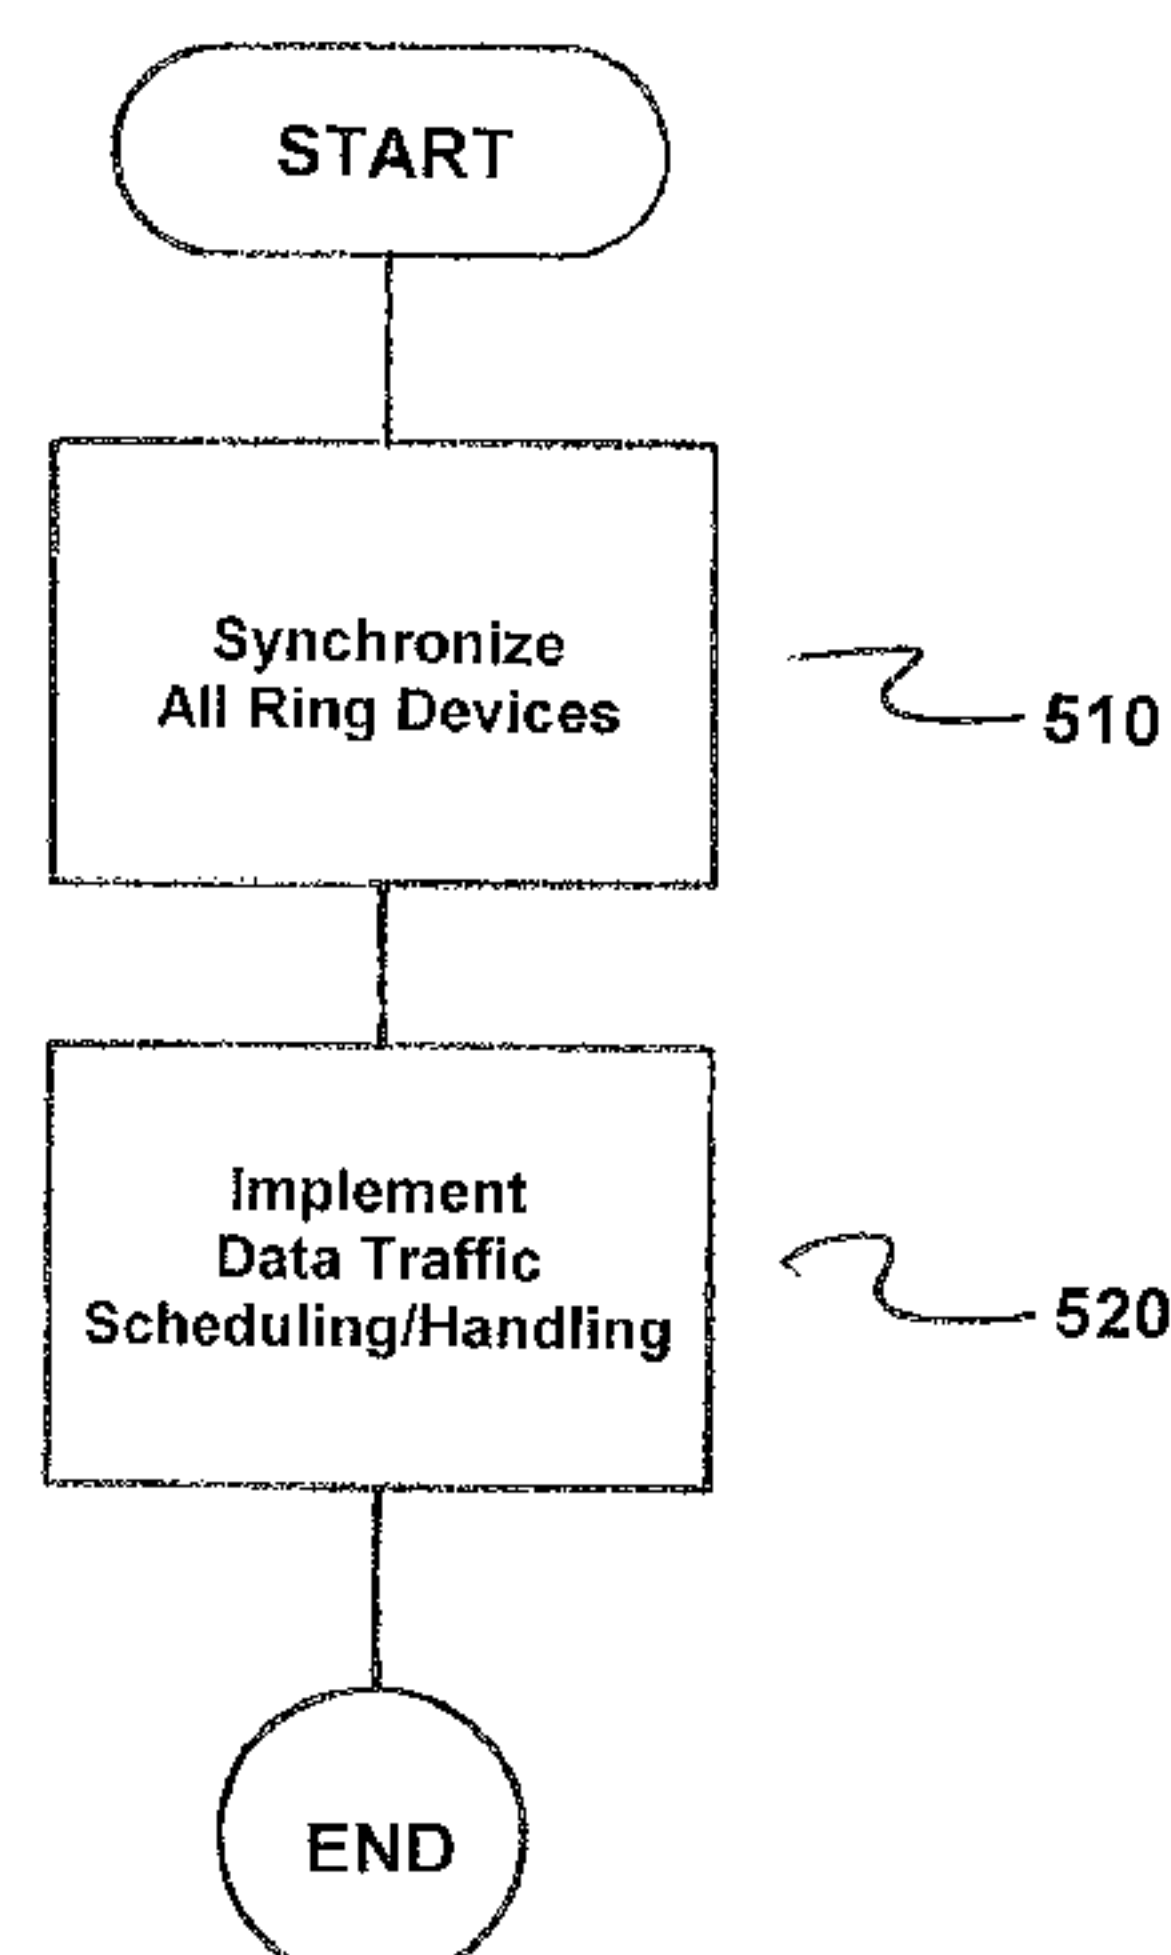 START
Synchronize
All Ring Devices
510
Implement
Data Traffic
Scheduling/Handling
520
END